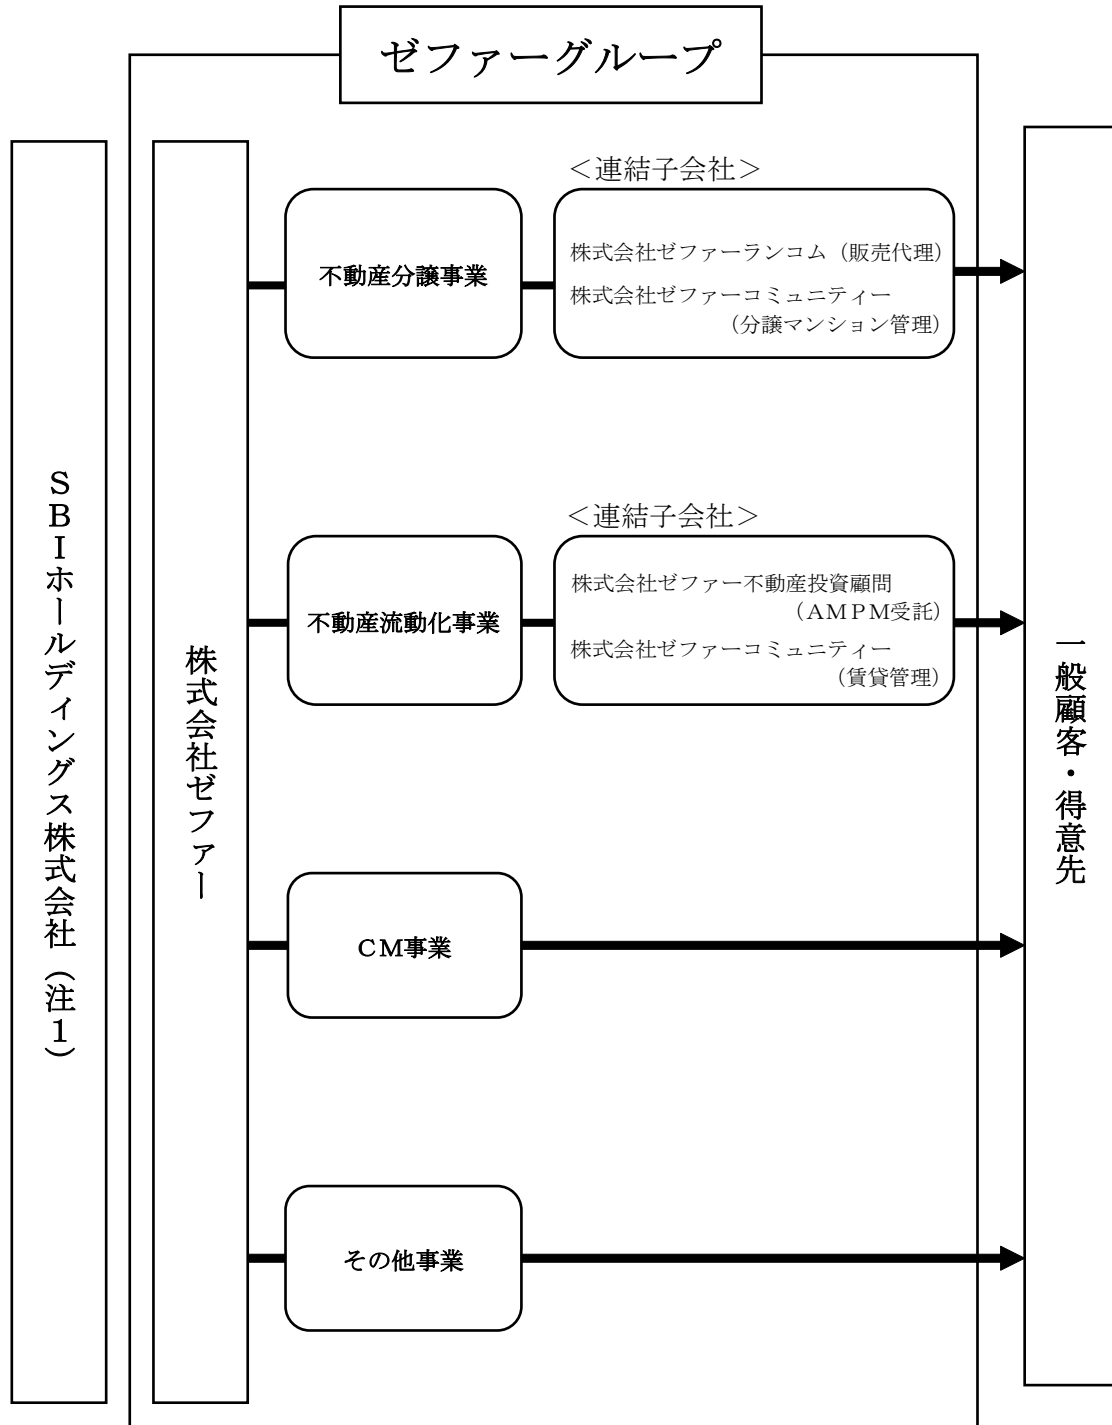 ゼファーグループ
SBIホールディングス株式会社(注1)
株式会社ゼファー
不動産分譲事業
<連結子会社>
株式会社ゼファーランコム(販売代理)
株式会社ゼファーコミュニティー
(分譲マンション管理)
不動産流動化事業
<連結子会社>
株式会社ゼファー不動産投資顧問
(AMPM受託)
株式会社ゼファーコミュニティー
(賃貸管理)
CM事業
その他事業
一般顧客・得意先